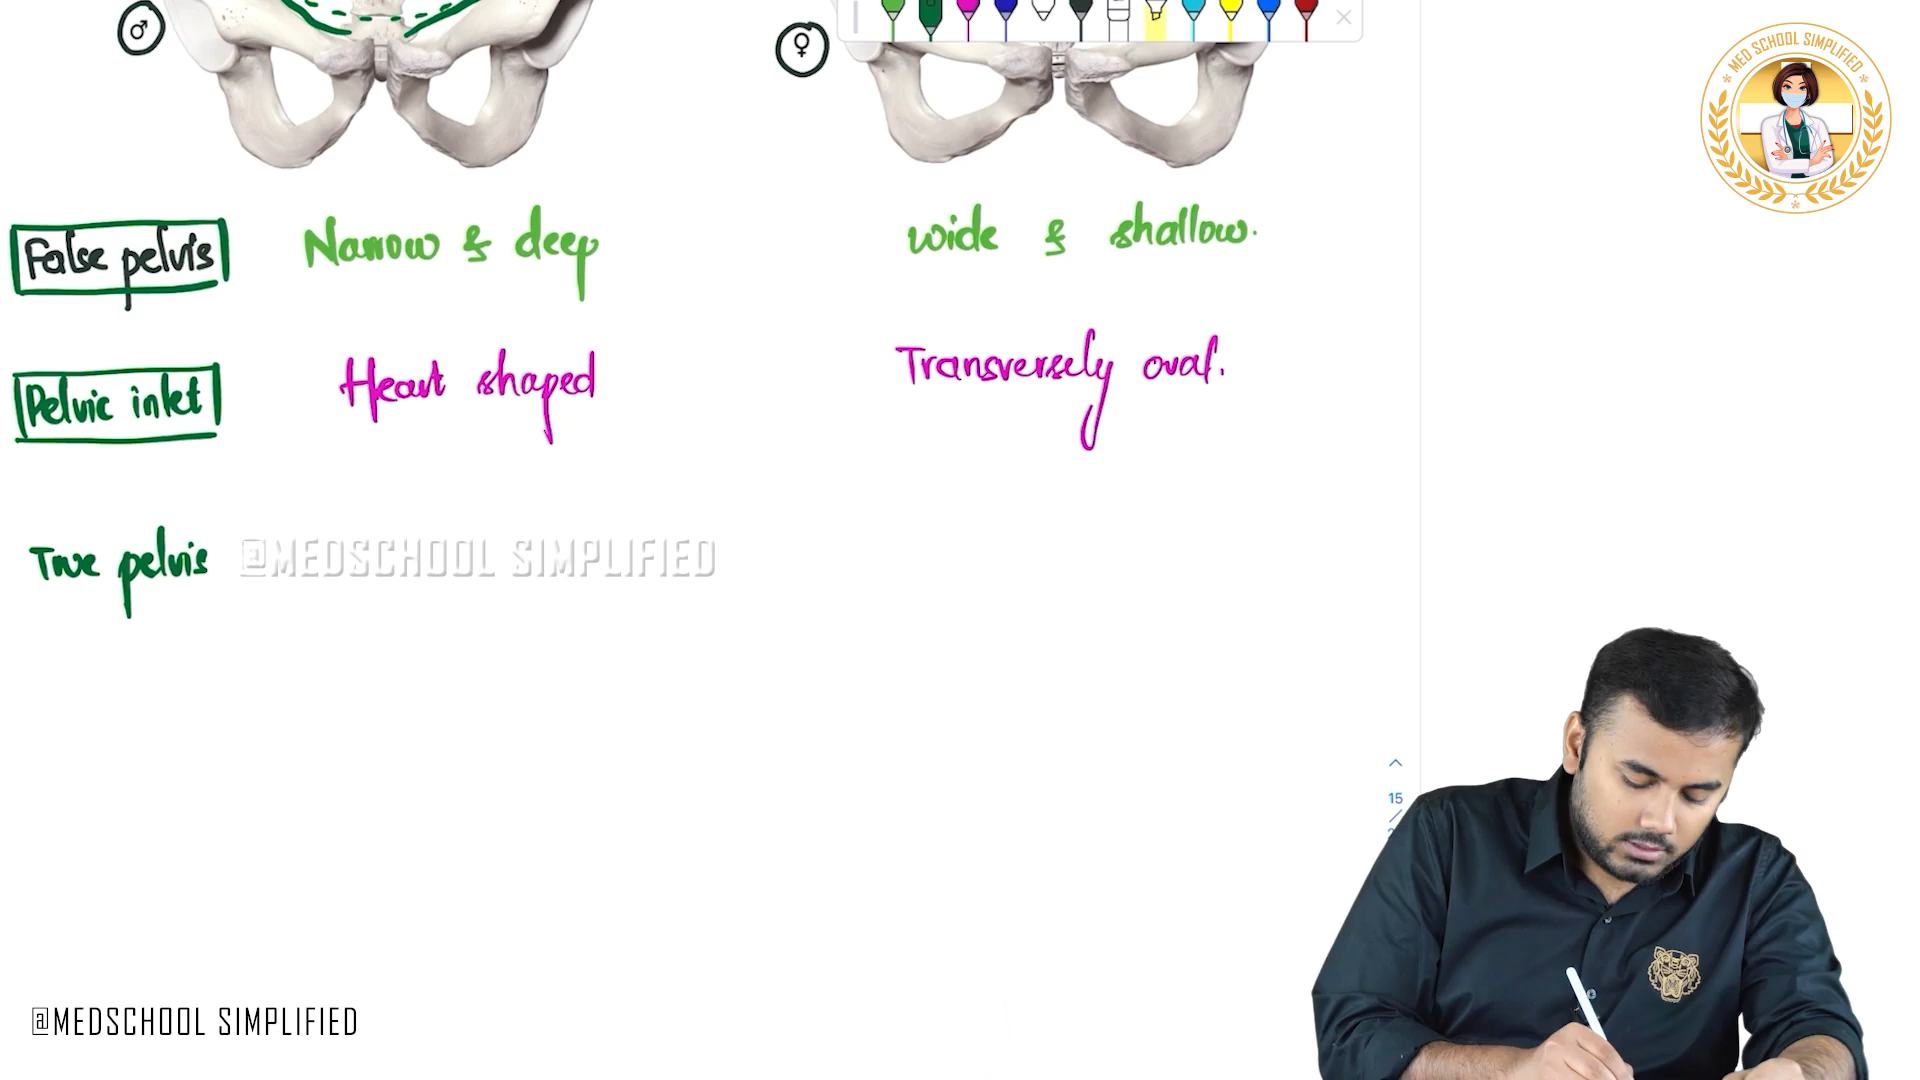 ♂
♀
MED SCHOOL SIMPLIFIED
False pelvis Narrow & deep wide & shallow.
Pelvic inlet Heart shaped Transversely oval.
True pelvis @MEDSCHOOL SIMPLIFIED
15
@MEDSCHOOL SIMPLIFIED